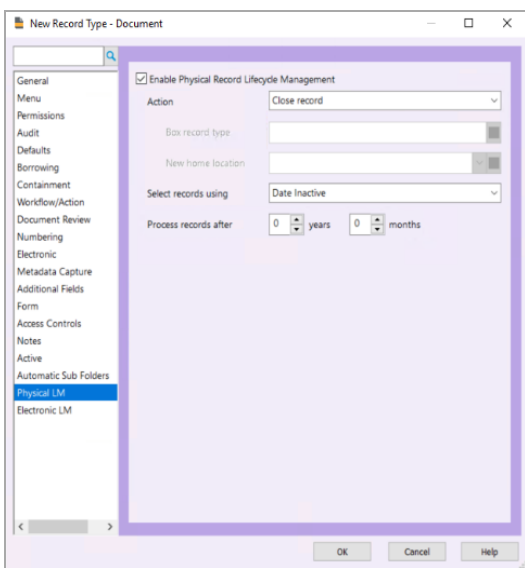 New Record Type - Document
General
Menu
Permissions
Audit
Defaults
Borrowing
Containment
Workflow/Action
Document Review
Numbering
Electronic
Metadata Capture
Additional Fields
Form
Access Controls
Notes
Active
Automatic Sub Folders
Physical LM
Electronic LM
Enable Physical Record Lifecycle Management
Action Close record
Box record type
New home location
Select records using Date Inactive
Process records after 0 years 0 months
OK Cancel Help